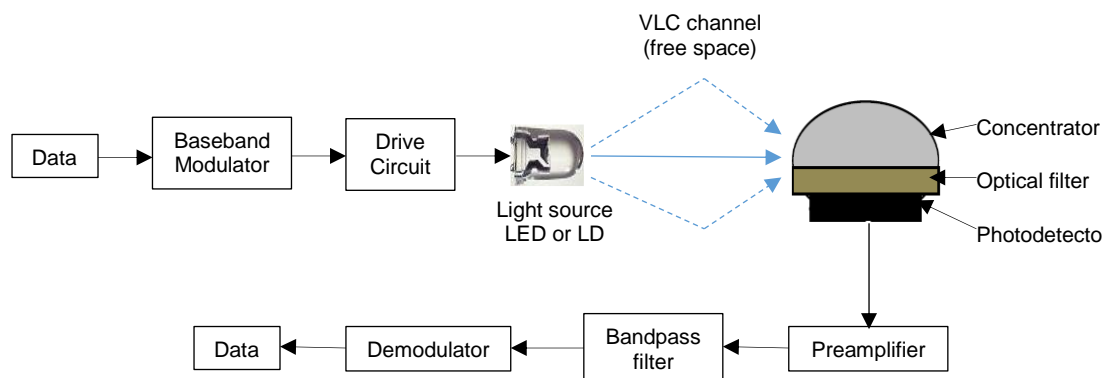 VLC channel
(free space)
Data
Baseband
Modulator
Drive
Circuit
Light source
LED or LD
Concentrator
Optical filter
Photodetecto
Data
Demodulator
Bandpass
filter
Preamplifier